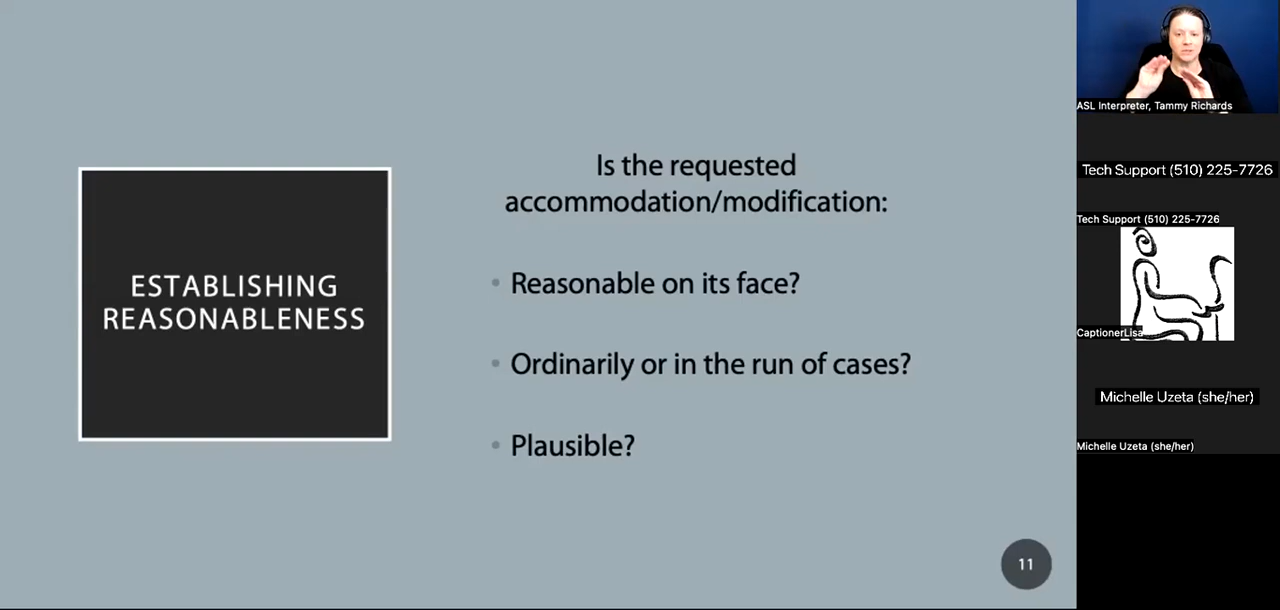 ESTABLISHING
REASONABLENESS
Is the requested
accommodation/modification:
• Reasonable on its face?
• Ordinarily or in the run of cases?
• Plausible?
11
ASL Interpreter, Tammy Richards
Tech Support (510) 225-7726
Tech Support (510) 225-7726
CaptionerLisa
Michelle Uzeta (she/her)
Michelle Uzeta (she/her)